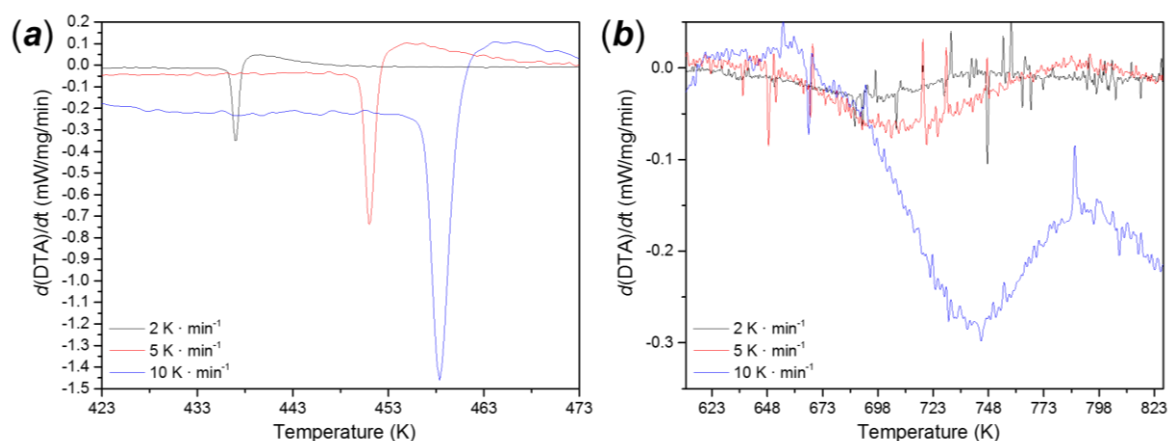 (a)
0.2
0.1
0.0
-0.1
-0.2
-0.3
-0.4
-0.5
-0.6
-0.7
-0.8
-0.9
-1.0
-1.1
-1.2
-1.3
-1.4
-1.5
d(DTA)/dt (mW/mg/min)
2 K · min⁻¹
5 K · min⁻¹
10 K · min⁻¹
423 433 443 453 463 473
Temperature (K)
(b)
0.0
-0.1
-0.2
-0.3
d(DTA)/dt (mW/mg/min)
2 K · min⁻¹
5 K · min⁻¹
10 K · min⁻¹
623 648 673 698 723 748 773 798 823
Temperature (K)